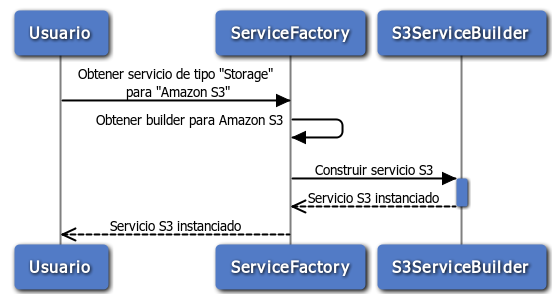 Usuario
ServiceFactory
S3ServiceBuilder
Obtener servicio de tipo "Storage"
para "Amazon S3"
Obtener builder para Amazon S3
Construir servicio S3
Servicio S3 instanciado
Servicio S3 instanciado
Usuario
ServiceFactory
S3ServiceBuilder